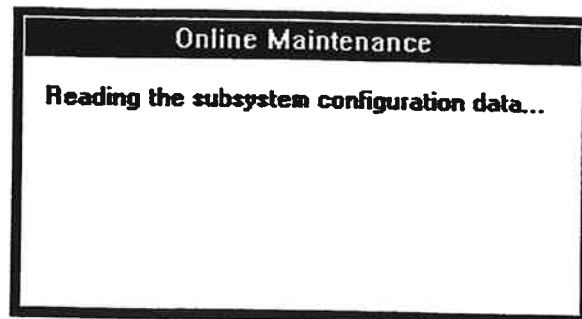 Online Maintenance
Reading the subsystem configuration data...